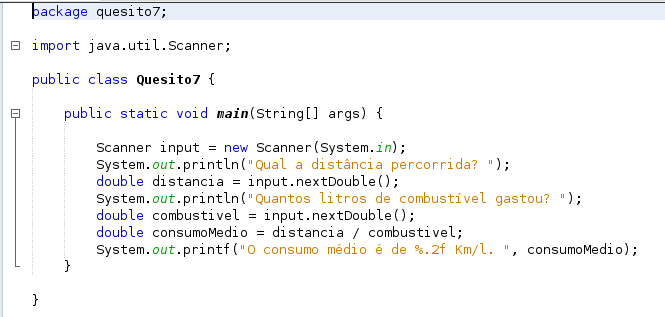 package quesito7;
import java.util.Scanner;
public class Quesito7 {
public static void main(String[] args) {
Scanner input = new Scanner(System.in);
System.out.println("Qual a distância percorrida? ");
double distancia = input.nextDouble();
System.out.println("Quantos litros de combustível gastou? ");
double combustivel = input.nextDouble();
double consumoMedio = distancia / combustivel;
System.out.printf("O consumo médio é de %.2f Km/l. ", consumoMedio);
}
}